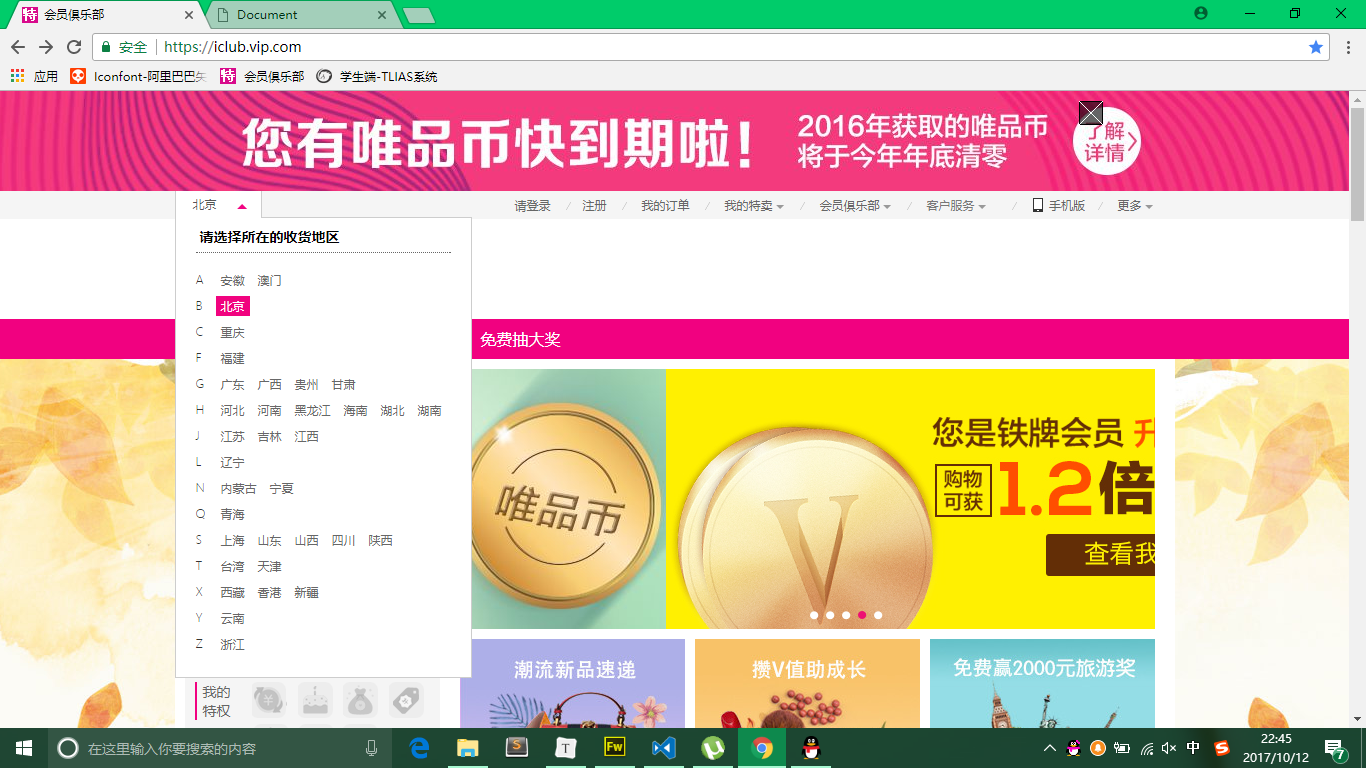 会员俱乐部
Document
安全 https://iclub.vip.com
应用 Iconfont-阿里巴巴矢 会员俱乐部 学生端-TLIAS系统
您有唯品币快到期啦！
2016年获取的唯品币
将于今年年底清零
了解
详情
北京
请登录 / 注册 / 我的订单 / 我的特卖 / 会员俱乐部 / 客户服务 / 手机版 / 更多
请选择所在的收货地区
A 安徽 澳门
B 北京
C 重庆
F 福建
G 广东 广西 贵州 甘肃
H 河北 河南 黑龙江 海南 湖北 湖南
J 江苏 吉林 江西
L 辽宁
N 内蒙古 宁夏
Q 青海
S 上海 山东 山西 四川 陕西
T 台湾 天津
X 西藏 香港 新疆
Y 云南
Z 浙江
免费抽大奖
唯品币
V
您是铁牌会员 升
购物
可获
1.2倍
查看我
我的
特权
潮流新品速递
攒V值助成长
免费赢2000元旅游奖
在这里输入你要搜索的内容
中
22:45
2017/10/12
7